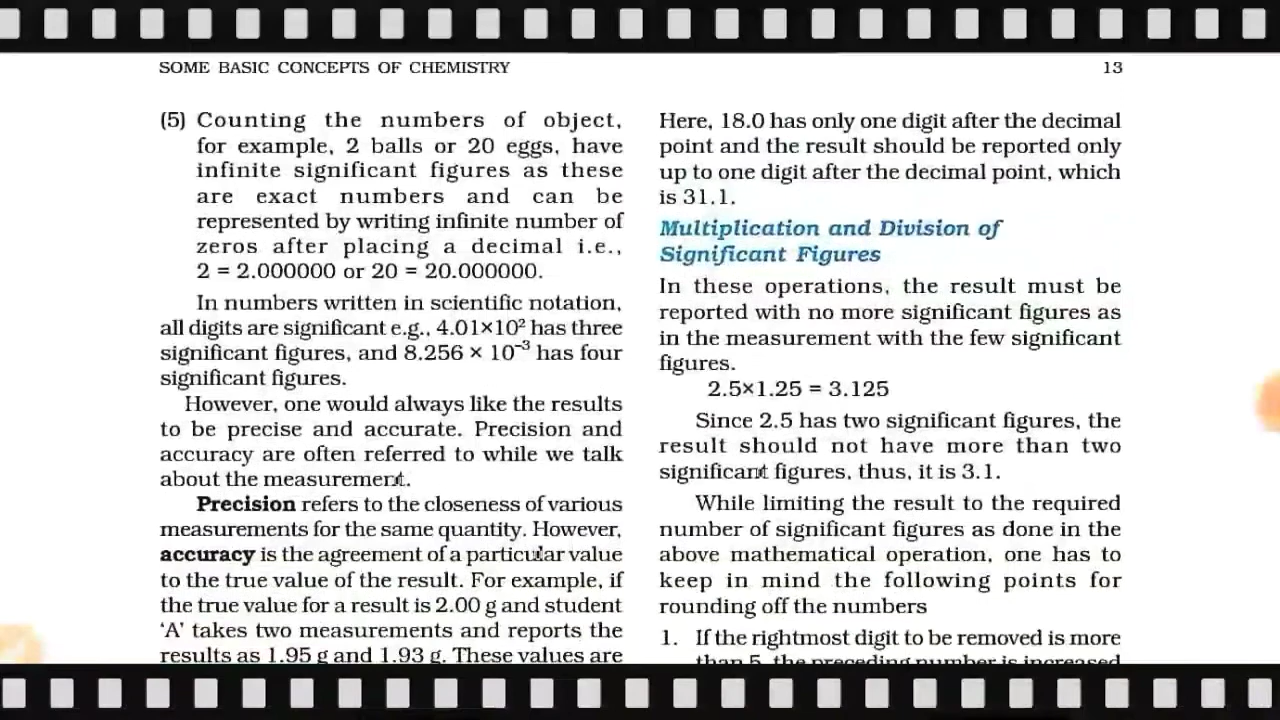 SOME BASIC CONCEPTS OF CHEMISTRY
13
(5) Counting the numbers of object,
for example, 2 balls or 20 eggs, have
infinite significant figures as these
are exact numbers and can be
represented by writing infinite number of
zeros after placing a decimal i.e.,
2 = 2.000000 or 20 = 20.000000.
In numbers written in scientific notation,
all digits are significant e.g., 4.01×10² has three
significant figures, and 8.256 × 10⁻³ has four
significant figures.
However, one would always like the results
to be precise and accurate. Precision and
accuracy are often referred to while we talk
about the measurement.
Precision refers to the closeness of various
measurements for the same quantity. However,
accuracy is the agreement of a particular value
to the true value of the result. For example, if
the true value for a result is 2.00 g and student
‘A’ takes two measurements and reports the
results as 1.95 g and 1.93 g. These values are
Here, 18.0 has only one digit after the decimal
point and the result should be reported only
up to one digit after the decimal point, which
is 31.1.
Multiplication and Division of
Significant Figures
In these operations, the result must be
reported with no more significant figures as
in the measurement with the few significant
figures.
2.5×1.25 = 3.125
Since 2.5 has two significant figures, the
result should not have more than two
significant figures, thus, it is 3.1.
While limiting the result to the required
number of significant figures as done in the
above mathematical operation, one has to
keep in mind the following points for
rounding off the numbers
1. If the rightmost digit to be removed is more
than 5, the preceding number is increased